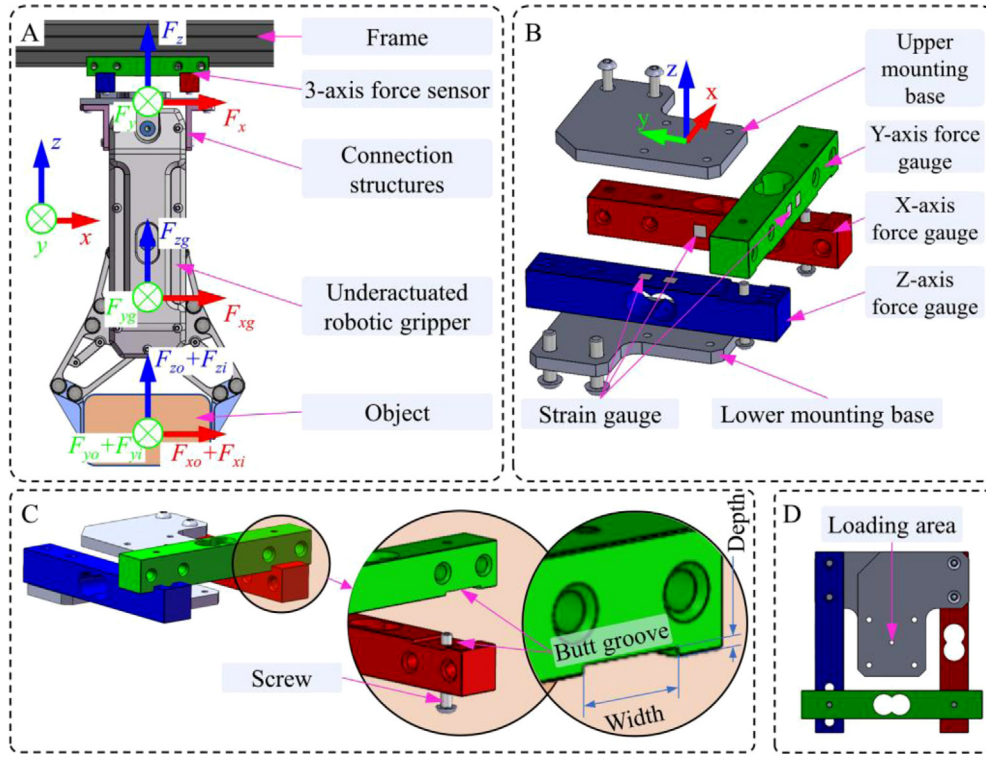 A
F_z
Frame
3-axis force sensor
F_y
F_x
Connection
structures
z
y
x
F_zg
F_yg
F_xg
Underactuated
robotic gripper
F_zo+F_zi
Object
F_yo+F_yi
F_xo+F_xi
B
z
x
y
Upper
mounting
base
Y-axis force
gauge
X-axis
force gauge
Z-axis
force gauge
Strain gauge
Lower mounting base
C
Depth
Butt groove
Screw
Width
D
Loading area